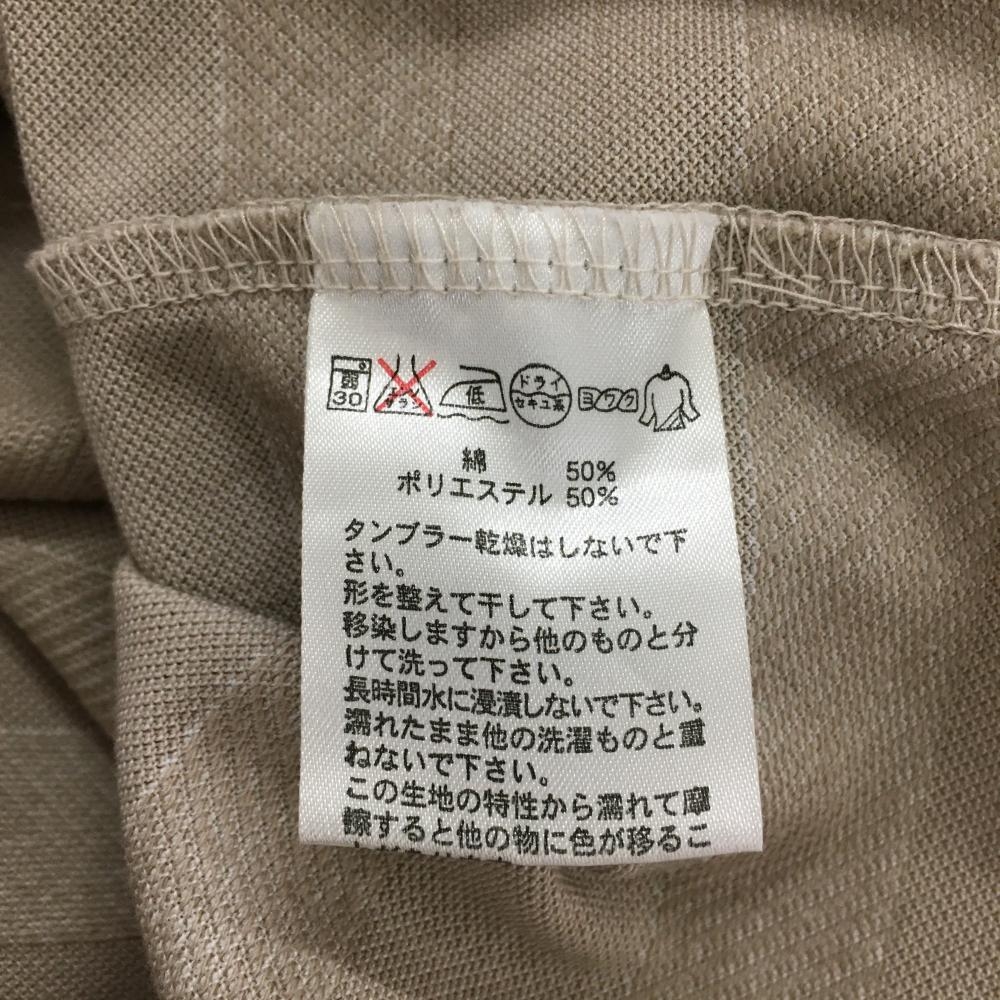 弱 30 エンソ サラシ 低 ドライ セキユ系 ヨワク
綿 50%
ポリエステル 50%
タンブラー乾燥はしないで下
さい。
形を整えて干して下さい。
移染しますから他のものと分
けて洗って下さい。
長時間水に浸漬しないで下さい。
濡れたまま他の洗濯ものと重
ねないで下さい。
この生地の特性から濡れて摩
擦すると他の物に色が移るこ